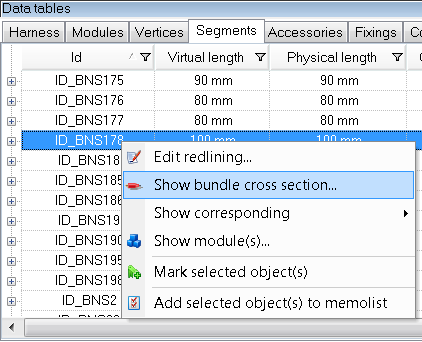 Data tables
Harness Modules Vertices Segments Accessories Fixings
Id Virtual length Physical length
ID_BNS175 90 mm 90 mm
ID_BNS176 80 mm 80 mm
ID_BNS177 80 mm 80 mm
ID_BNS178 100 mm 100 mm
Edit redlining...
Show bundle cross section...
Show corresponding
Show module(s)...
Mark selected object(s)
Add selected object(s) to memolist
ID_BNS18
ID_BNS185
ID_BNS186
ID_BNS19
ID_BNS190
ID_BNS195
ID_BNS198
ID_BNS2